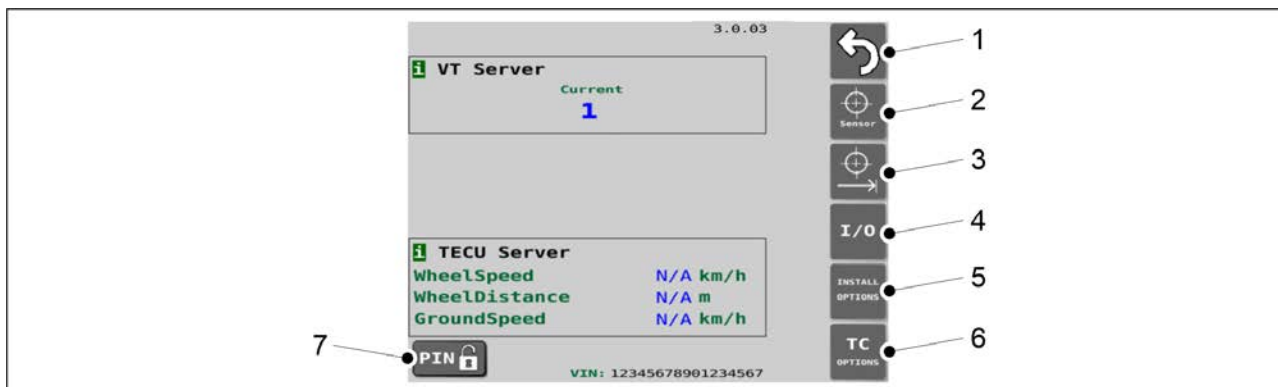 3.0.03
i VT Server
Current
1
i TECU Server
WheelSpeed N/A km/h
WheelDistance N/A m
GroundSpeed N/A km/h
PIN
VIN: 12345678901234567
Sensor
I/O
INSTALL
OPTIONS
TC
OPTIONS
1
2
3
4
5
6
7